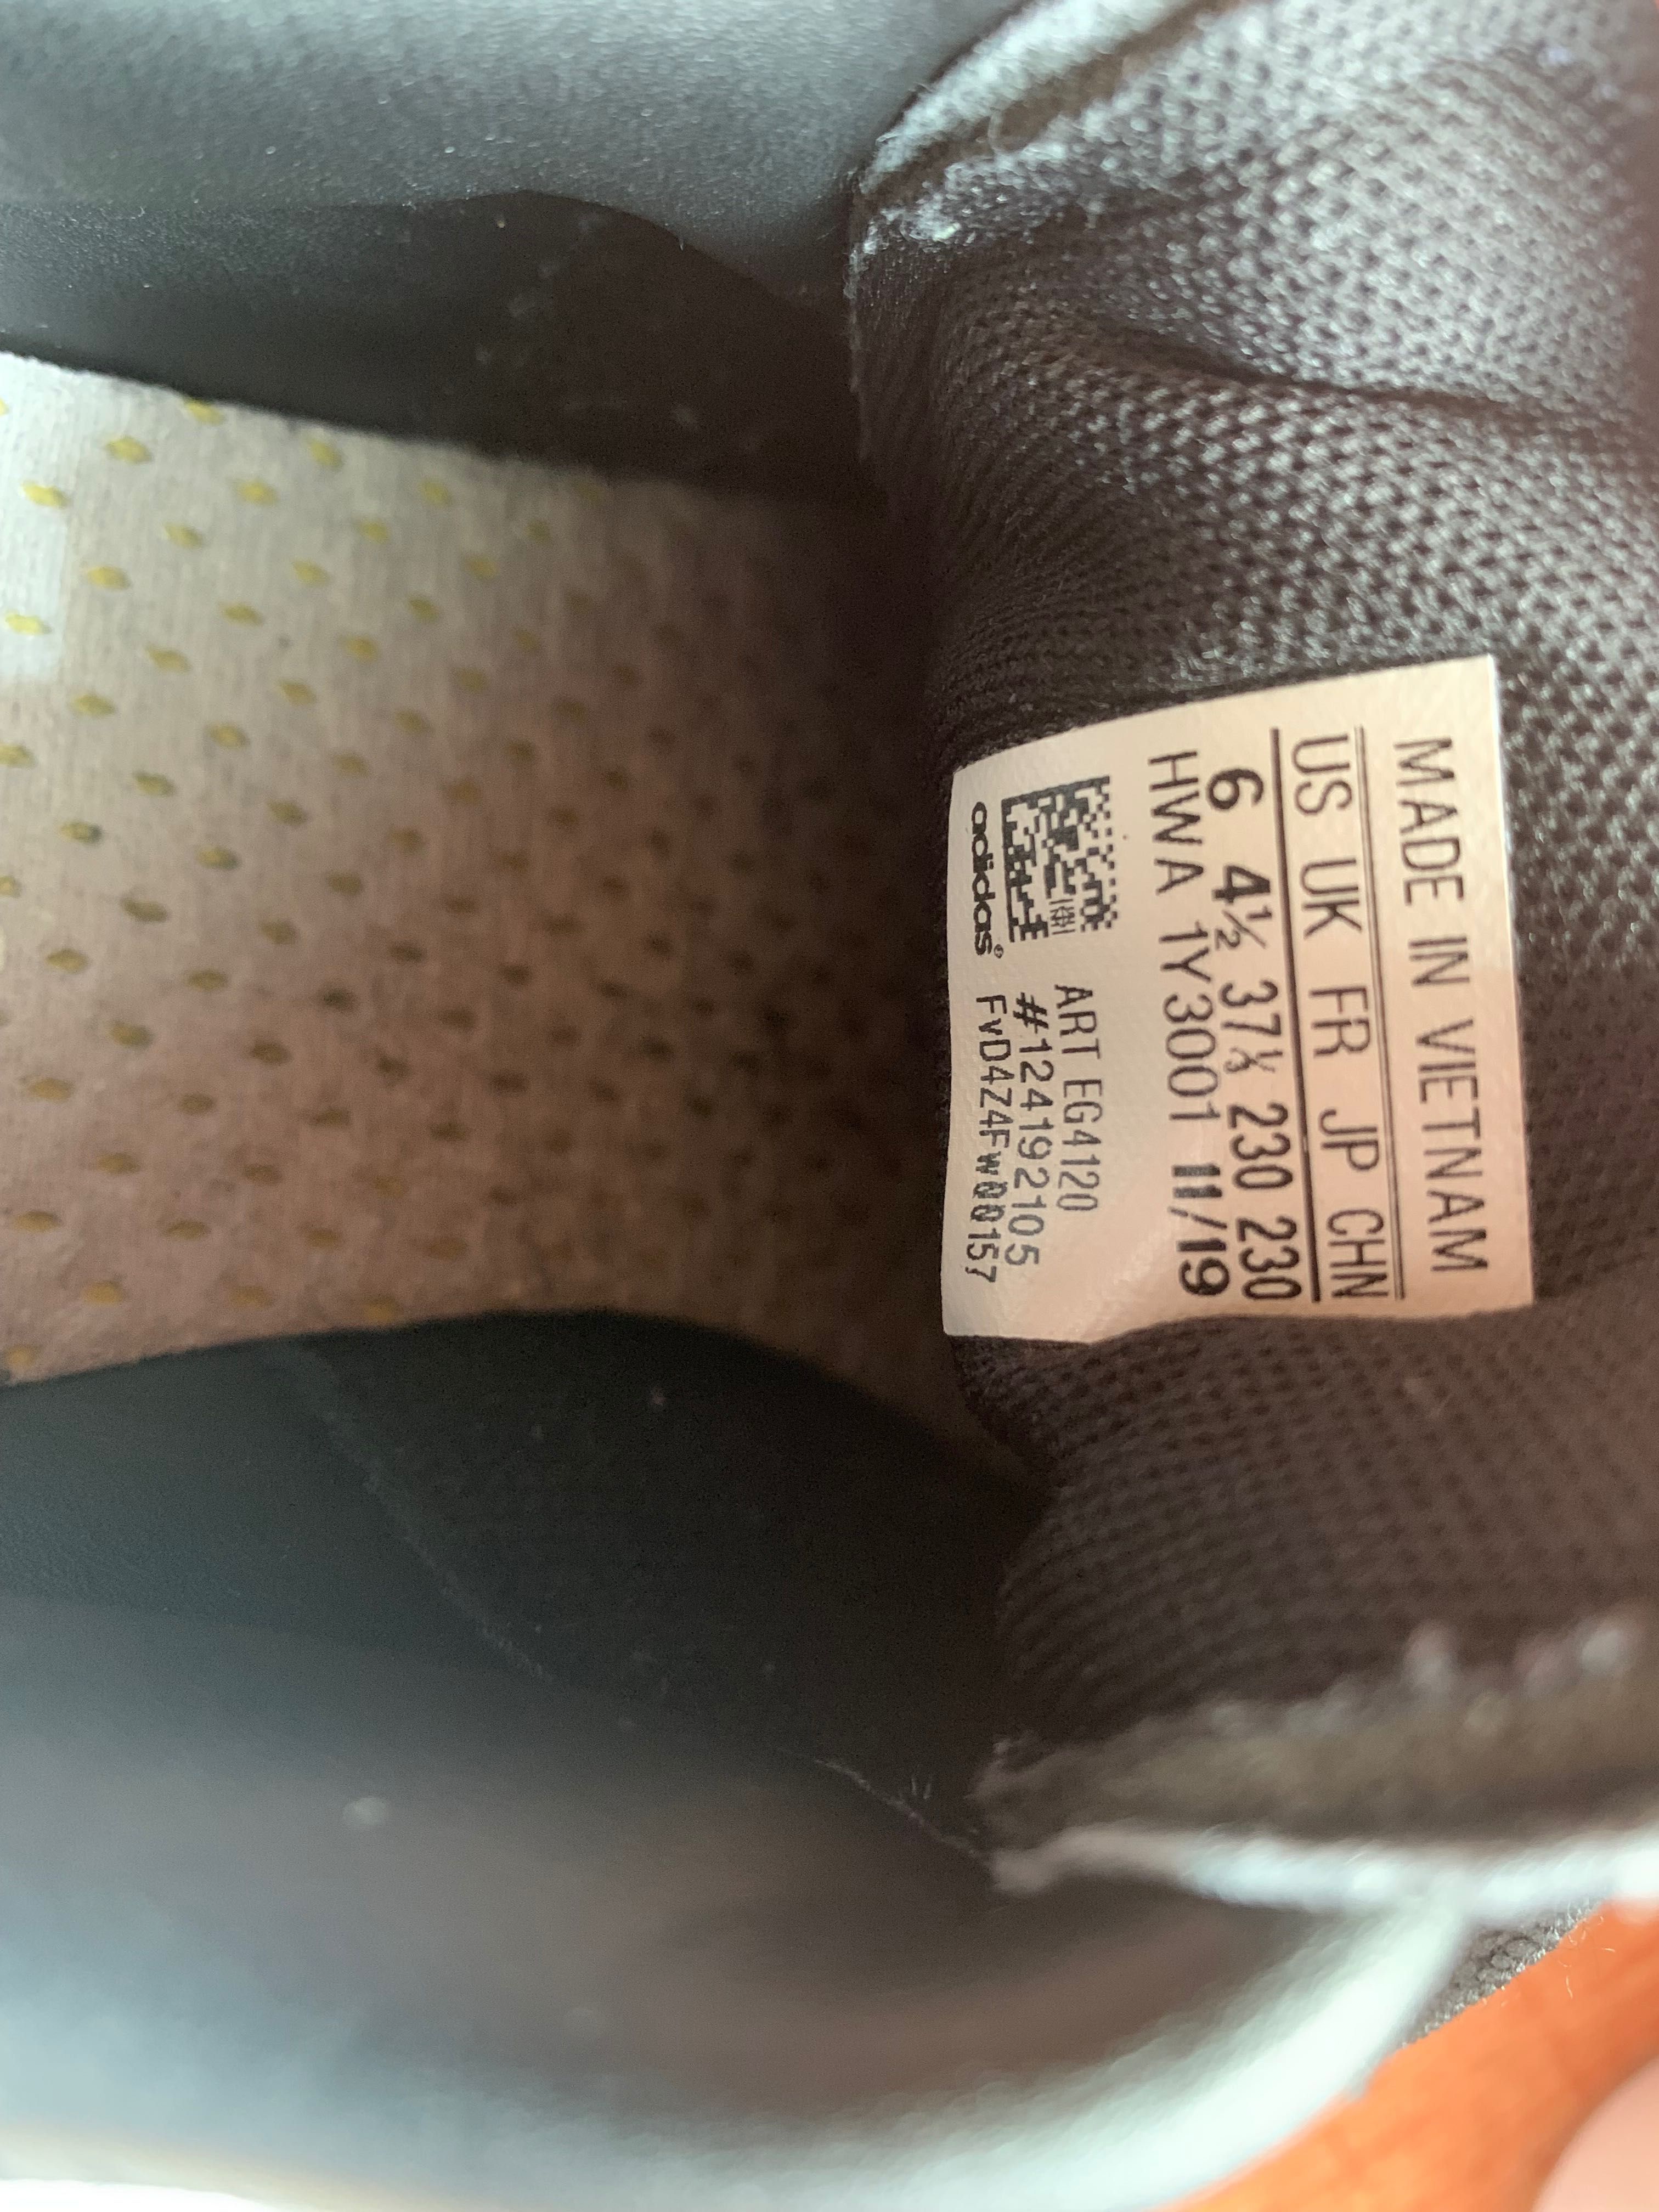 MADE IN VIETNAM
US UK FR JP CHN
6 4½ 37⅓ 230 230
HWA 1Y3001 11/19
ART EG4120
#124192105
FVD4Z4FW00157
adidas®